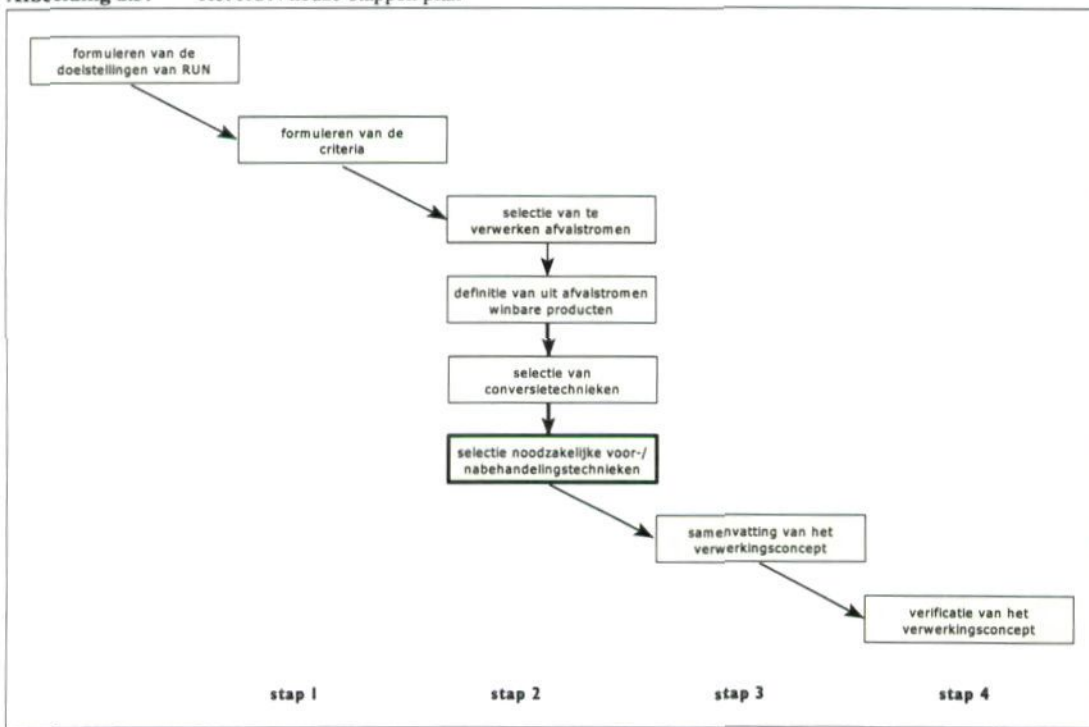 formuleren van de
doelstellingen van RUN
formuleren van de
criteria
selectie van te
verwerken afvalstromen
definitie van uit afvalstromen
winbare producten
selectie van
conversietechnieken
selectie noodzakelijke voor-/
nabehandelingstechnieken
samenvatting van het
verwerkingsconcept
verificatie van het
verwerkingsconcept
stap 1 stap 2 stap 3 stap 4